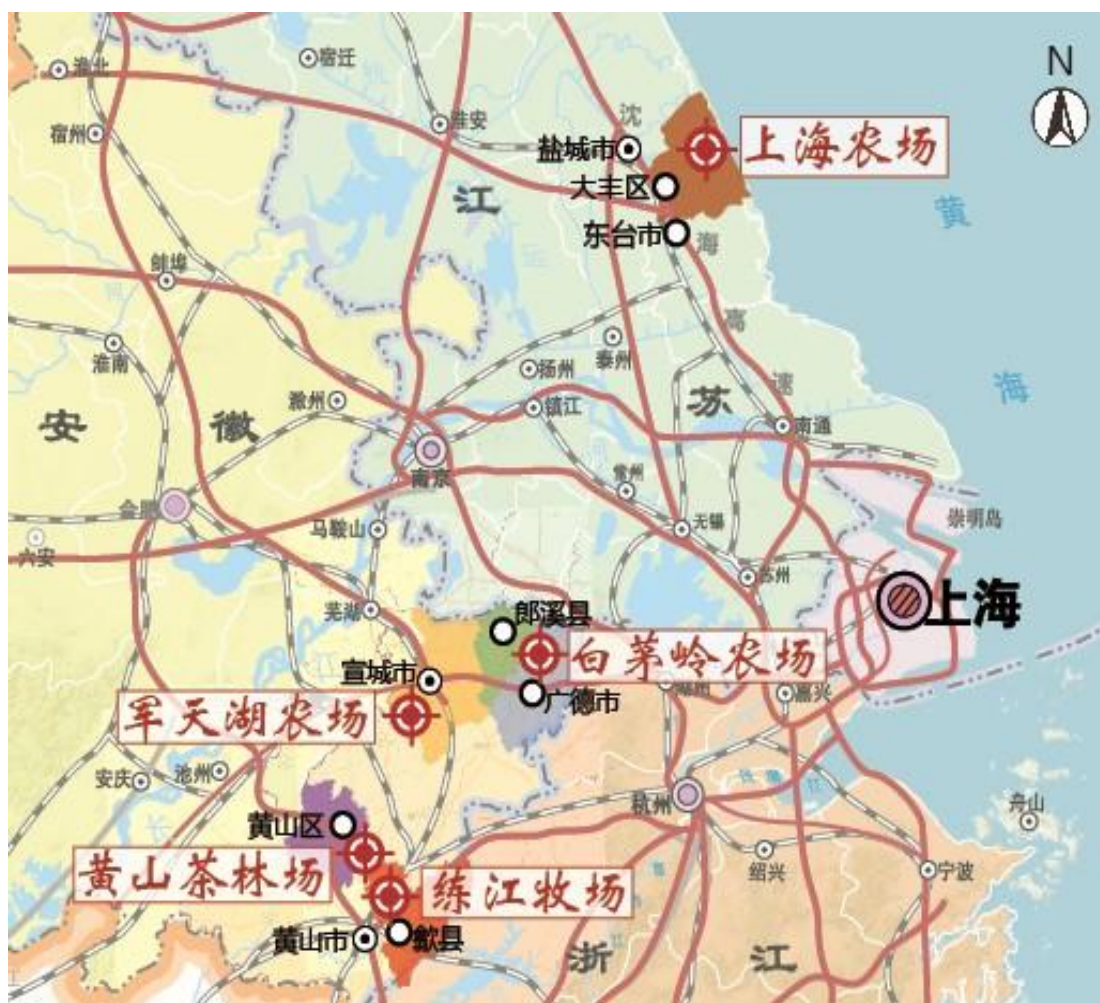 N
淮北
宿迁
沈
宿州
淮安
盐城市
上海农场
大丰区
江
黄
东台市
海
蚌埠
高
泰州
淮南
扬州
速
海
滁州
镇江
苏
安
徽
南通
南京
常州
合肥
崇明岛
马鞍山
无锡
六安
苏州
上海
芜湖
郎溪县
白茅岭农场
宣城市
广德市
嘉兴
军天湖农场
安庆
池州
长
杭州
舟山
黄山区
黄山茶林场
绍兴
宁波
练江牧场
黄山市
歙县
浙
江